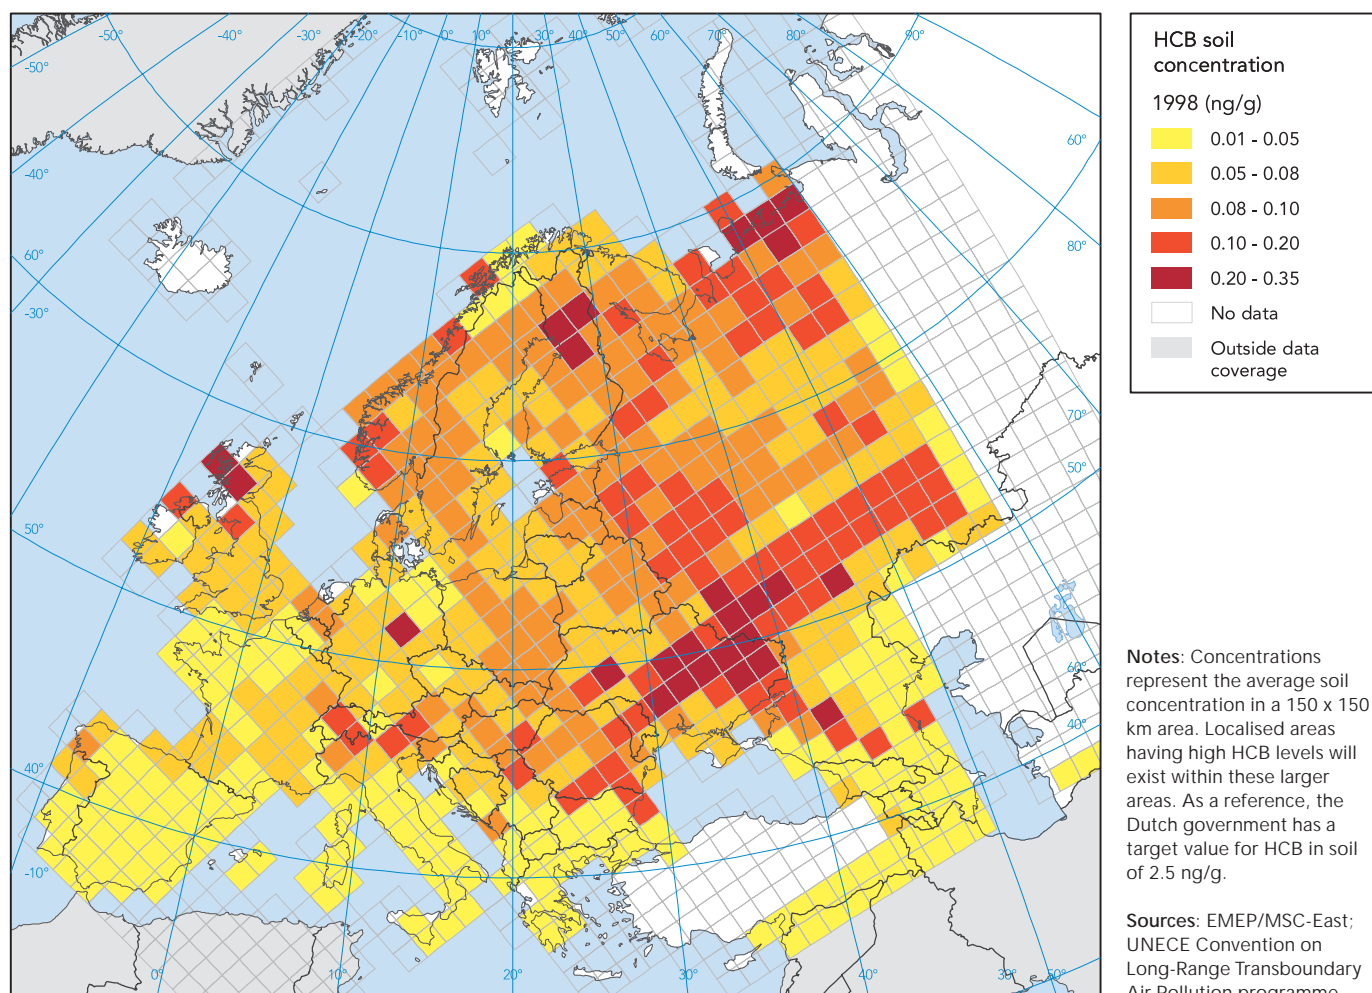 -50°
-40°
-30°
-20°
-10°
0°
10°
20°
30°
40°
50°
60°
70°
80°
90°
-50°
60°
-40°
80°
60°
-30°
70°
50°
50°
60°
40°
40°
-10°
0°
10°
20°
30°
40°
50°
HCB soil
concentration
1998 (ng/g)
0.01 - 0.05
0.05 - 0.08
0.08 - 0.10
0.10 - 0.20
0.20 - 0.35
No data
Outside data
coverage
Notes: Concentrations
represent the average soil
concentration in a 150 x 150
km area. Localised areas
having high HCB levels will
exist within these larger
areas. As a reference, the
Dutch government has a
target value for HCB in soil
of 2.5 ng/g.
Sources: EMEP/MSC-East;
UNECE Convention on
Long-Range Transboundary
Air Pollution programme